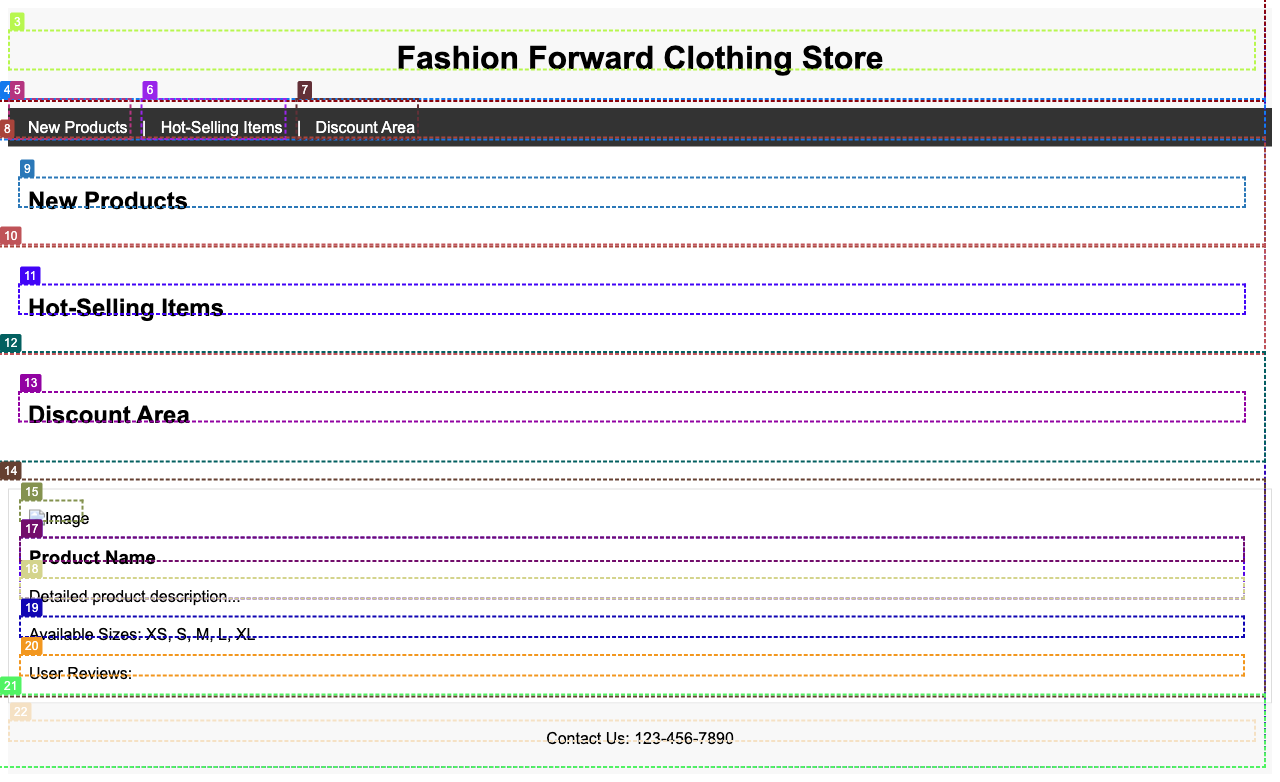 3
Fashion Forward Clothing Store
4 5 6 7
8 New Products | Hot-Selling Items | Discount Area
9
New Products
10
11
Hot-Selling Items
12
13
Discount Area
14
15
Image
17
Product Name
18
Detailed product description...
19
Available Sizes: XS, S, M, L, XL
20
User Reviews:
21
22
Contact Us: 123-456-7890